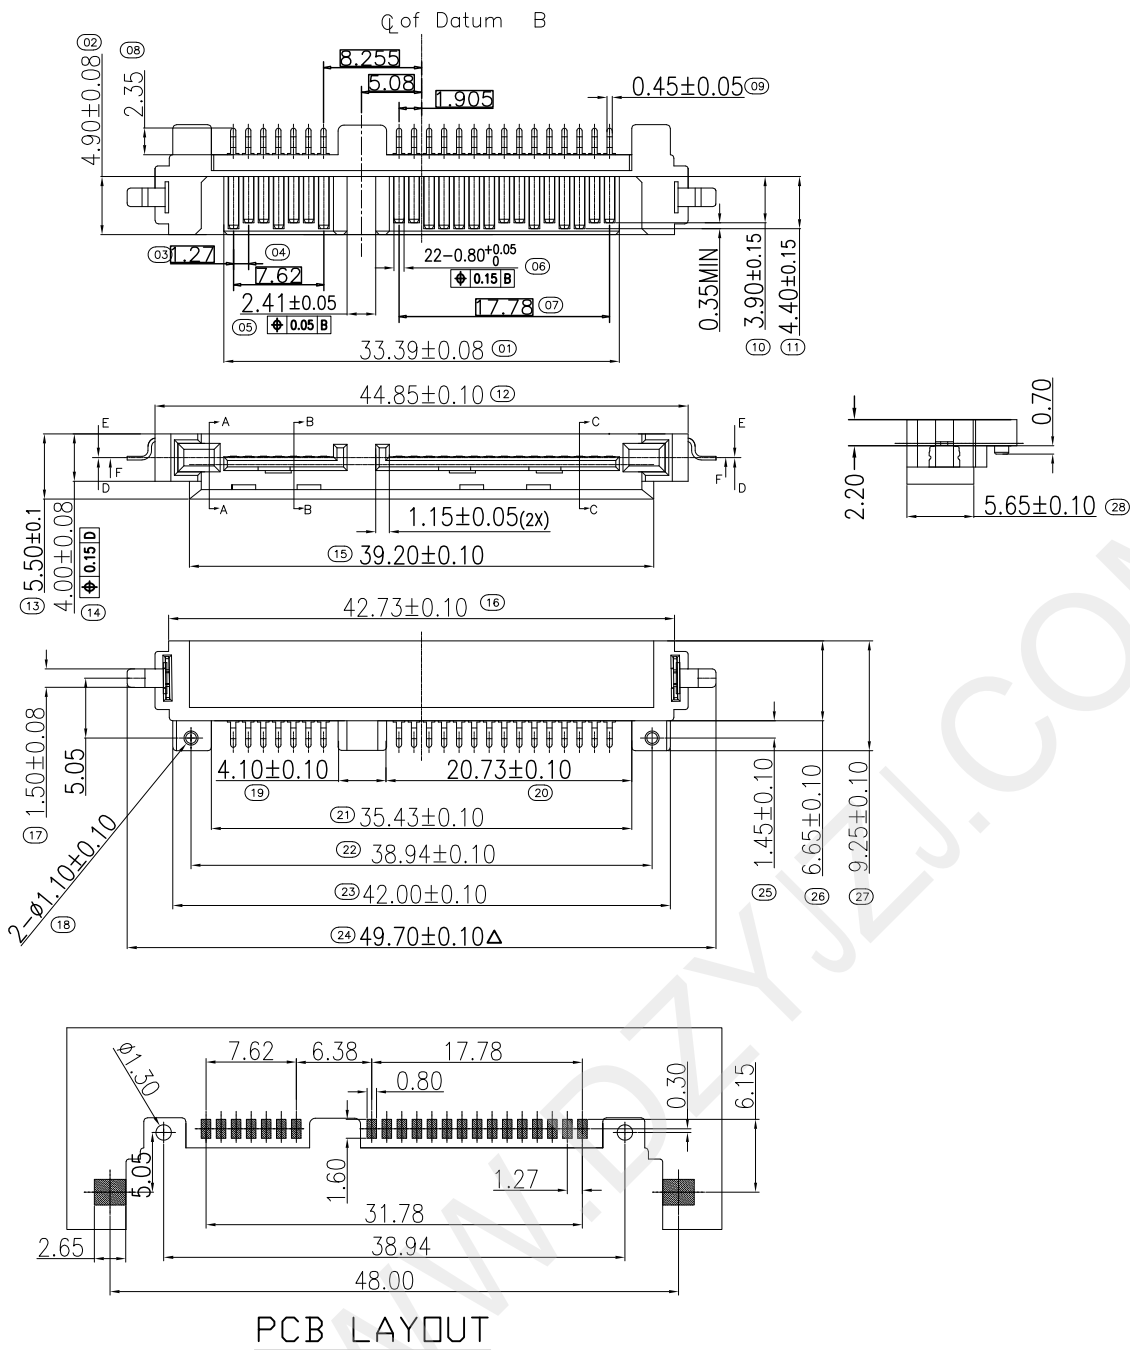 ℄ of Datum B
8.255
5.08
1.905
0.45±0.05 09
4.90±0.08 02
2.35 08
03 1.27
04
7.62
2.41±0.05
05 ⌖ 0.05 B
22-0.80 +0.05 0
⌖ 0.15 B 06
17.78 07
33.39±0.08 01
0.35MIN
3.90±0.15 10
4.40±0.15 11
44.85±0.10 12
E A B C E
F F
D A B C D
1.15±0.05(2X)
15 39.20±0.10
13 5.50±0.1
14 4.00±0.08 ⌖ 0.15 D
0.70
2.20
5.65±0.10 28
42.73±0.10 16
17 1.50±0.08
5.05
2-Ø1.10±0.10
18
4.10±0.10
19
20.73±0.10
20
21 35.43±0.10
22 38.94±0.10
23 42.00±0.10
24 49.70±0.10 △
1.45±0.10 25
6.65±0.10 26
9.25±0.10 27
Ø1.30
7.62 6.38 17.78
0.80
0.30
6.15
5.05
1.60
1.27
31.78
2.65
38.94
48.00
PCB LAYOUT
WW.DZYJZJ.COM